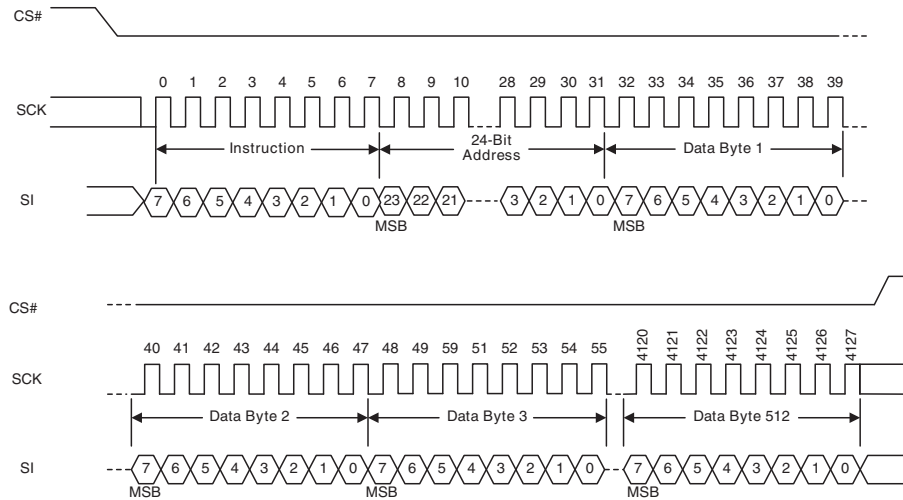 CS#
0 1 2 3 4 5 6 7 8 9 10 28 29 30 31 32 33 34 35 36 37 38 39
SCK
Instruction 24-Bit Address Data Byte 1
SI 7 6 5 4 3 2 1 0 23 22 21 3 2 1 0 7 6 5 4 3 2 1 0
MSB MSB
CS#
40 41 42 43 44 45 46 47 48 49 59 51 52 53 54 55 4120 4121 4122 4123 4124 4125 4126 4127
SCK
Data Byte 2 Data Byte 3 Data Byte 512
SI 7 6 5 4 3 2 1 0 7 6 5 4 3 2 1 0 7 6 5 4 3 2 1 0
MSB MSB MSB